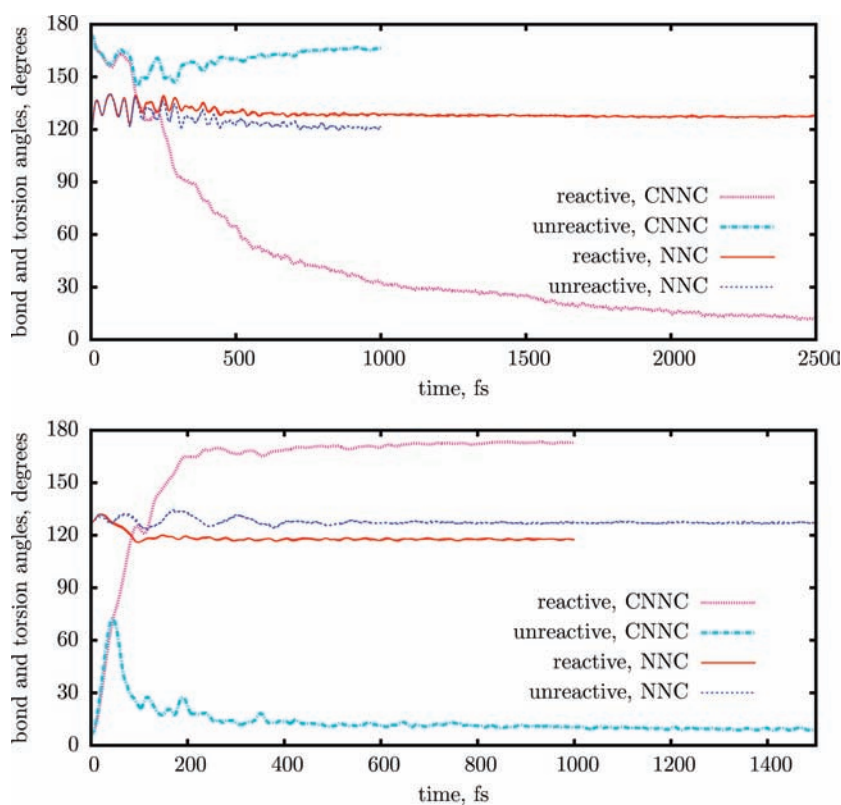 180
150
120
90
60
30
0
bond and torsion angles, degrees
reactive, CNNC
unreactive, CNNC
reactive, NNC
unreactive, NNC
0 500 1000 1500 2000 2500
time, fs
180
150
120
90
60
30
0
bond and torsion angles, degrees
reactive, CNNC
unreactive, CNNC
reactive, NNC
unreactive, NNC
0 200 400 600 800 1000 1200 1400
time, fs